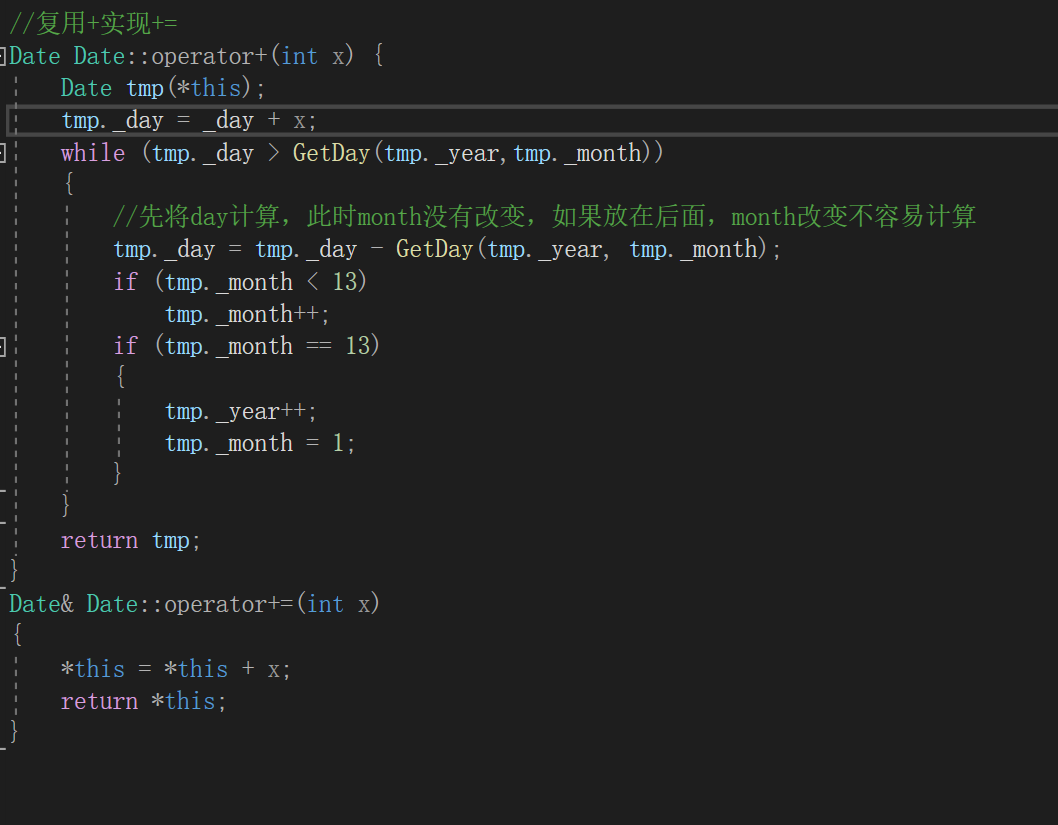 //复用+实现+=
Date Date::operator+(int x) {
Date tmp(*this);
tmp._day = _day + x;
while (tmp._day > GetDay(tmp._year,tmp._month))
{
//先将day计算，此时month没有改变，如果放在后面，month改变不容易计算
tmp._day = tmp._day - GetDay(tmp._year, tmp._month);
if (tmp._month < 13)
tmp._month++;
if (tmp._month == 13)
{
tmp._year++;
tmp._month = 1;
}
}
return tmp;
}
Date& Date::operator+=(int x)
{
*this = *this + x;
return *this;
}